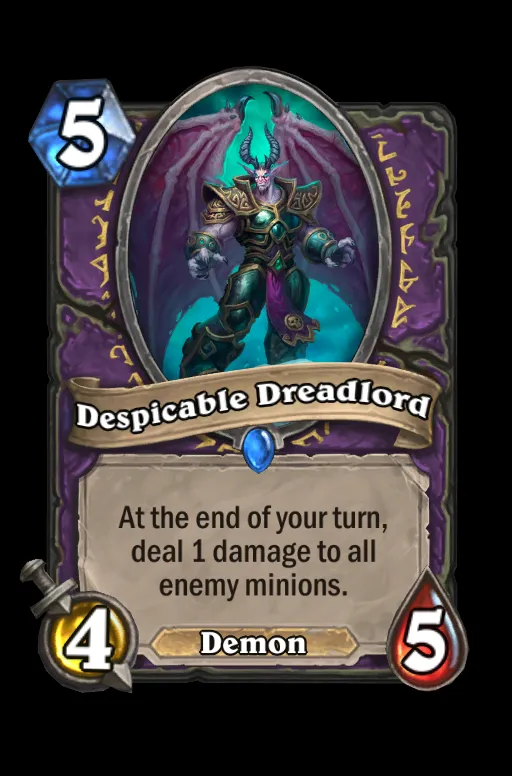 5
Despicable Dreadlord
At the end of your turn,
deal 1 damage to all
enemy minions.
4
Demon
5